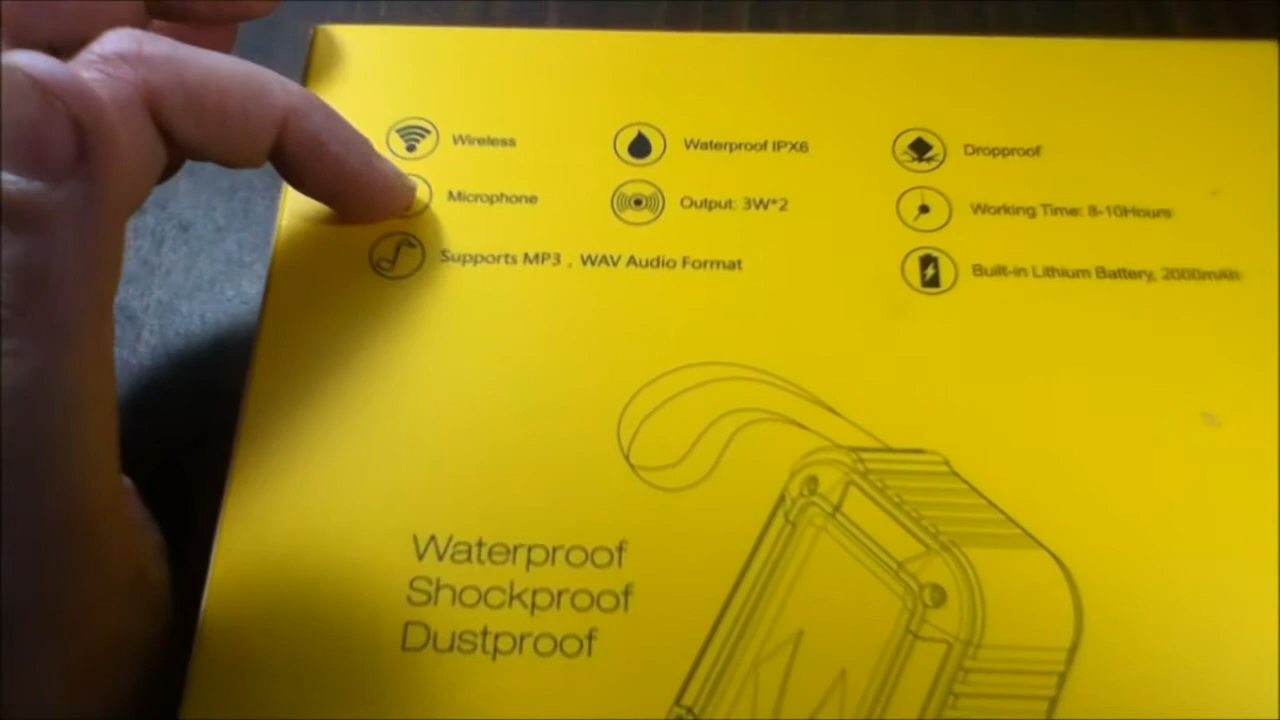 Wireless
Waterproof IPX6
Dropproof
Microphone
Output: 3W*2
Working Time: 8-10Hours
Supports MP3 , WAV Audio Format
Built-in Lithium Battery, 2000mAh
Waterproof
Shockproof
Dustproof